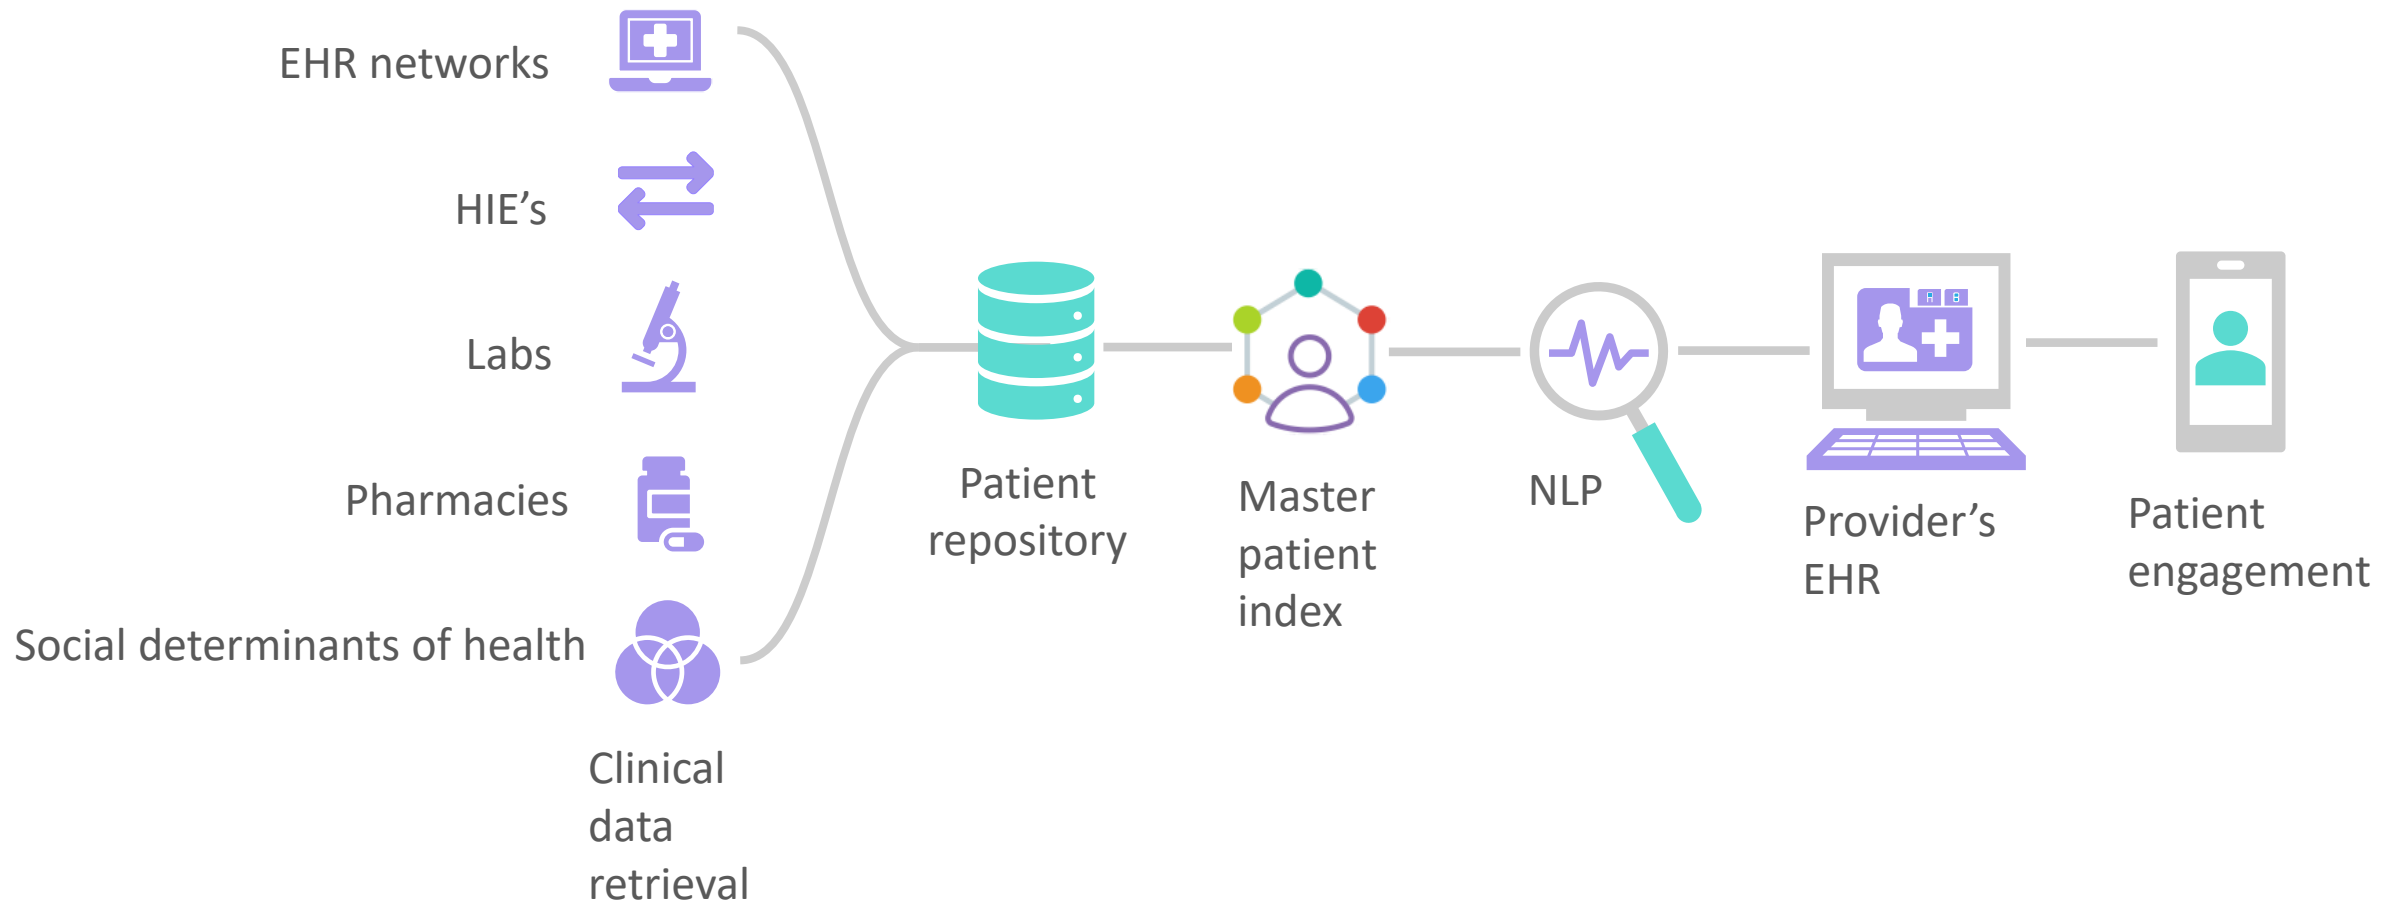 EHR networks
HIE’s
Labs
Pharmacies
Social determinants of health
Clinical
data
retrieval
Patient
repository
Master
patient
index
NLP
Provider’s
EHR
Patient
engagement